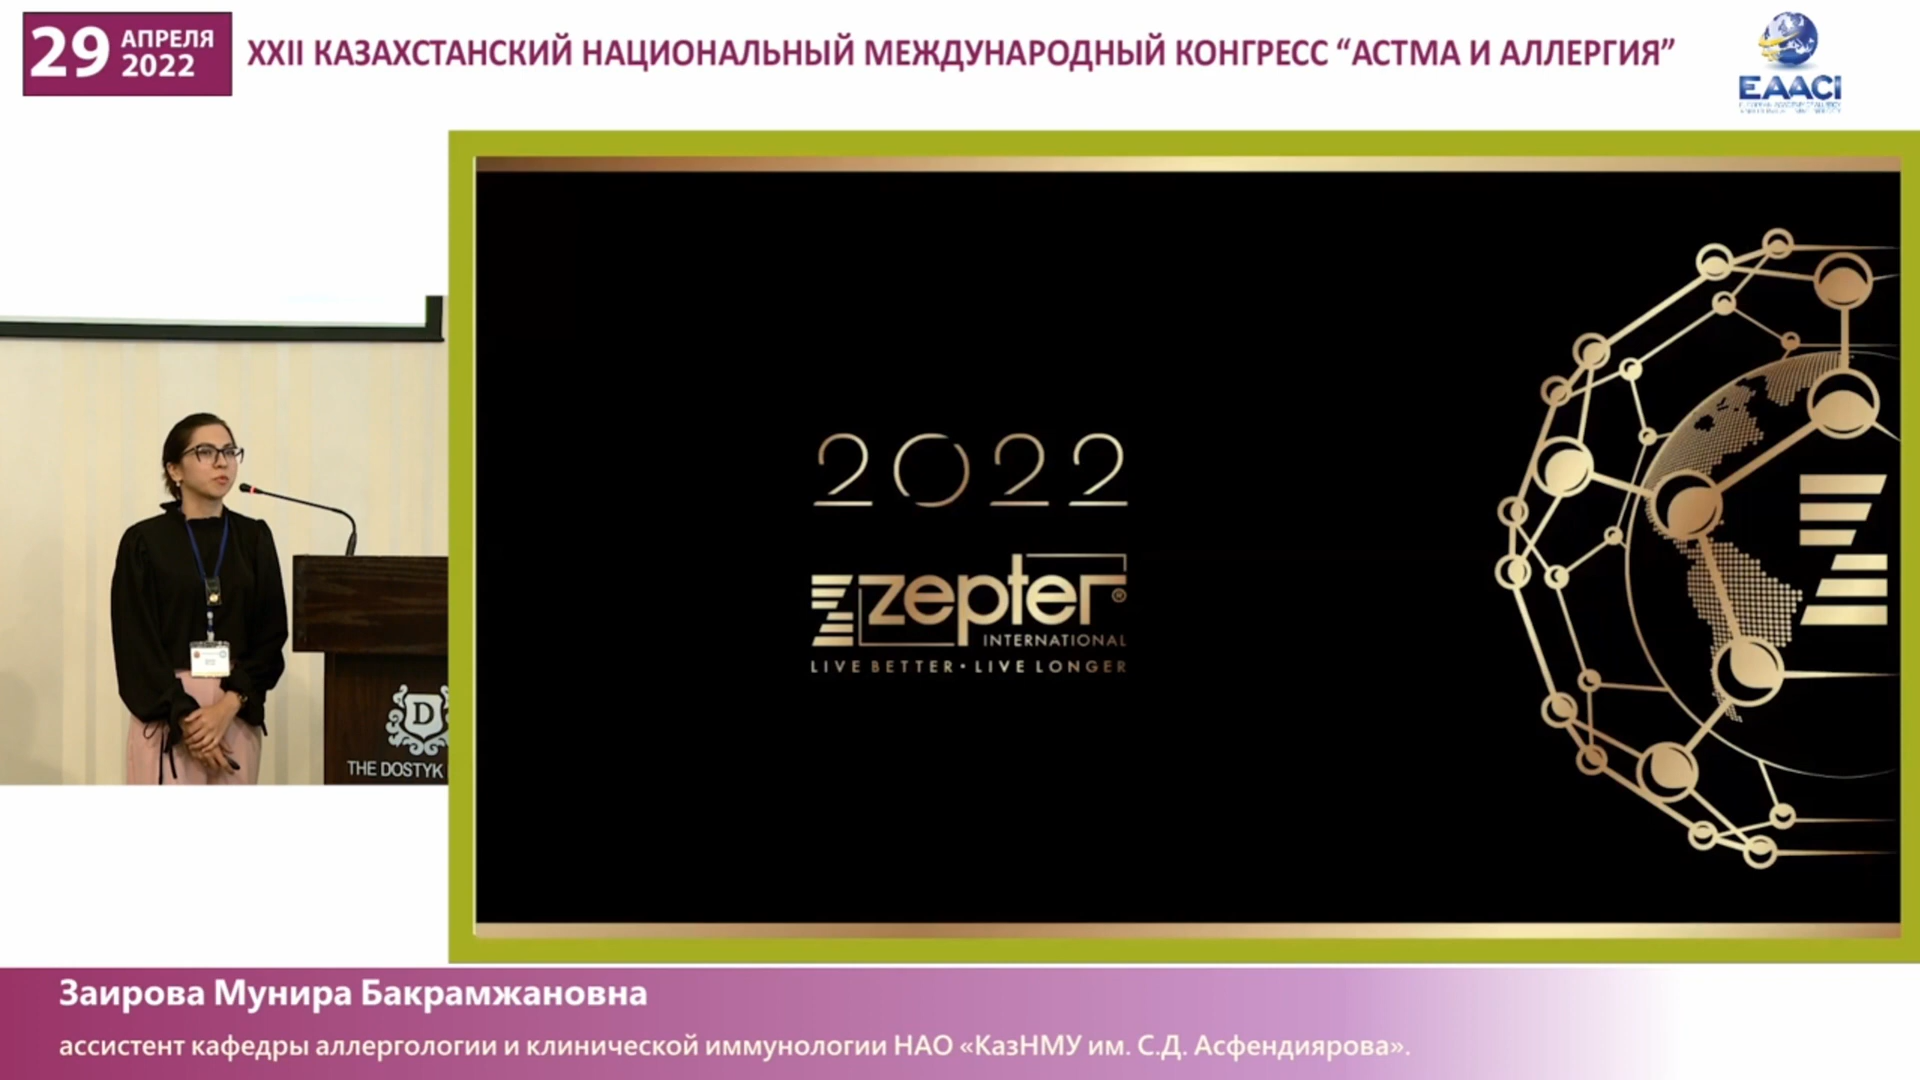 29 АПРЕЛЯ
2022
XXII КАЗАХСТАНСКИЙ НАЦИОНАЛЬНЫЙ МЕЖДУНАРОДНЫЙ КОНГРЕСС “АСТМА И АЛЛЕРГИЯ”
EAACI
2022
zepter®
INTERNATIONAL
LIVE BETTER • LIVE LONGER
D
THE DOSTYK
Заирова Мунира Бакрамжановна
ассистент кафедры аллергологии и клинической иммунологии НАО «КазНМУ им. С.Д. Асфендиярова».